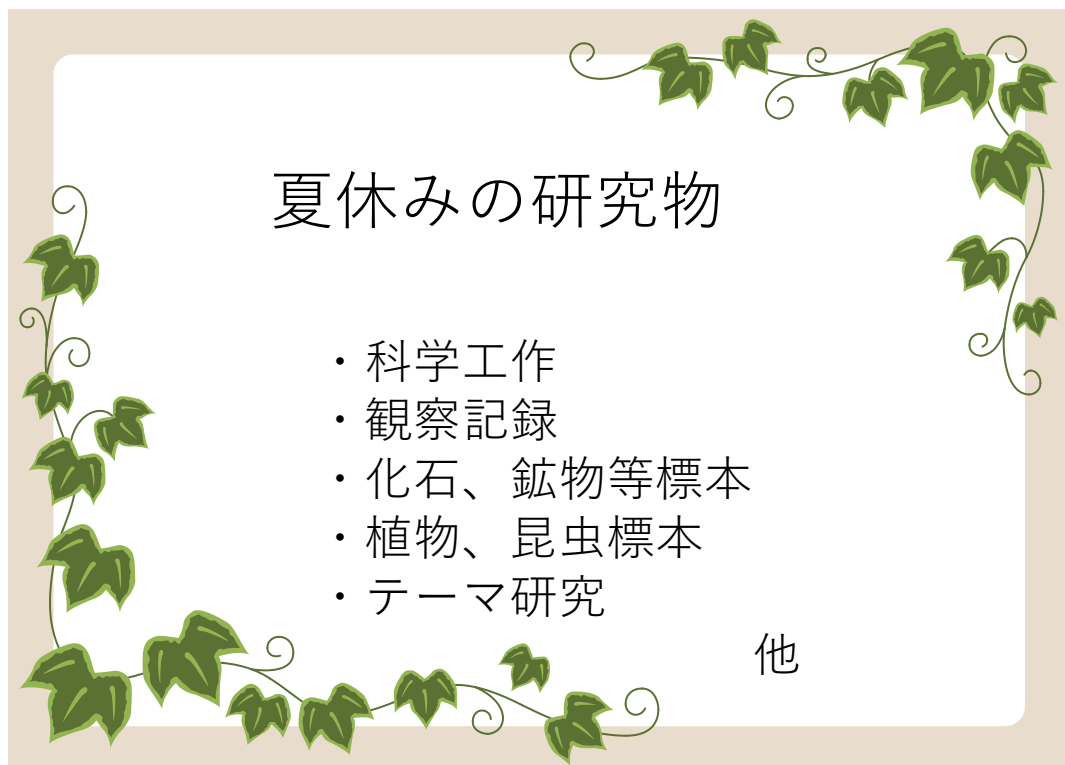 夏休みの研究物
・科学工作
・観察記録
・化石、鉱物等標本
・植物、昆虫標本
・テーマ研究
他